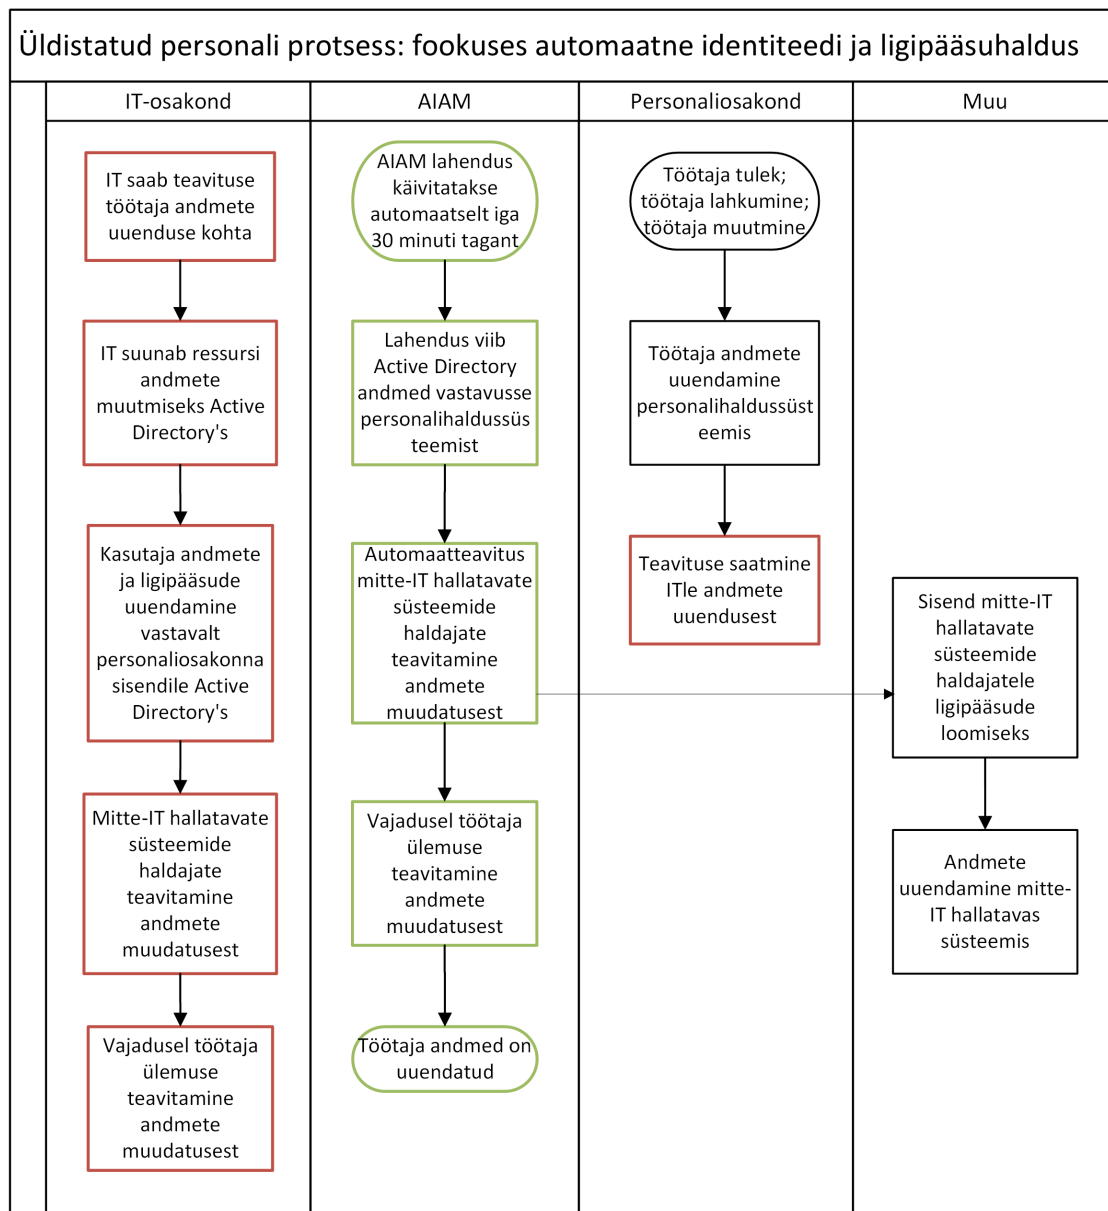 Üldistatud personali protsess: fookuses automaatne identiteedi ja ligipääsuhaldus
IT-osakond
AIAM
Personaliosakond
Muu
IT saab teavituse
töötaja andmete
uuenduse kohta
IT suunab ressursi
andmete
muutmiseks Active
Directory's
Kasutaja andmete
ja ligipääsude
uuendamine
vastavalt
personaliosakonna
sisendile Active
Directory's
Mitte-IT hallatavate
süsteemide
haldajate
teavitamine
andmete
muudatusest
Vajadusel töötaja
ülemuse
teavitamine
andmete
muudatusest
AIAM lahendus
käivitatakse
automaatselt iga
30 minuti tagant
Lahendus viib
Active Directory
andmed vastavusse
personalihaldussüs
teemist
Automaatteavitus
mitte-IT hallatavate
süsteemide
haldajate
teavitamine
andmete
muudatusest
Vajadusel töötaja
ülemuse
teavitamine
andmete
muudatusest
Töötaja andmed on
uuendatud
Töötaja tulek;
töötaja lahkumine;
töötaja muutmine
Töötaja andmete
uuendamine
personalihaldussüst
eemis
Teavituse saatmine
ITle andmete
uuendusest
Sisend mitte-IT
hallatavate
süsteemide
haldajatele
ligipääsude
loomiseks
Andmete
uuendamine mitte-
IT hallatavas
süsteemis